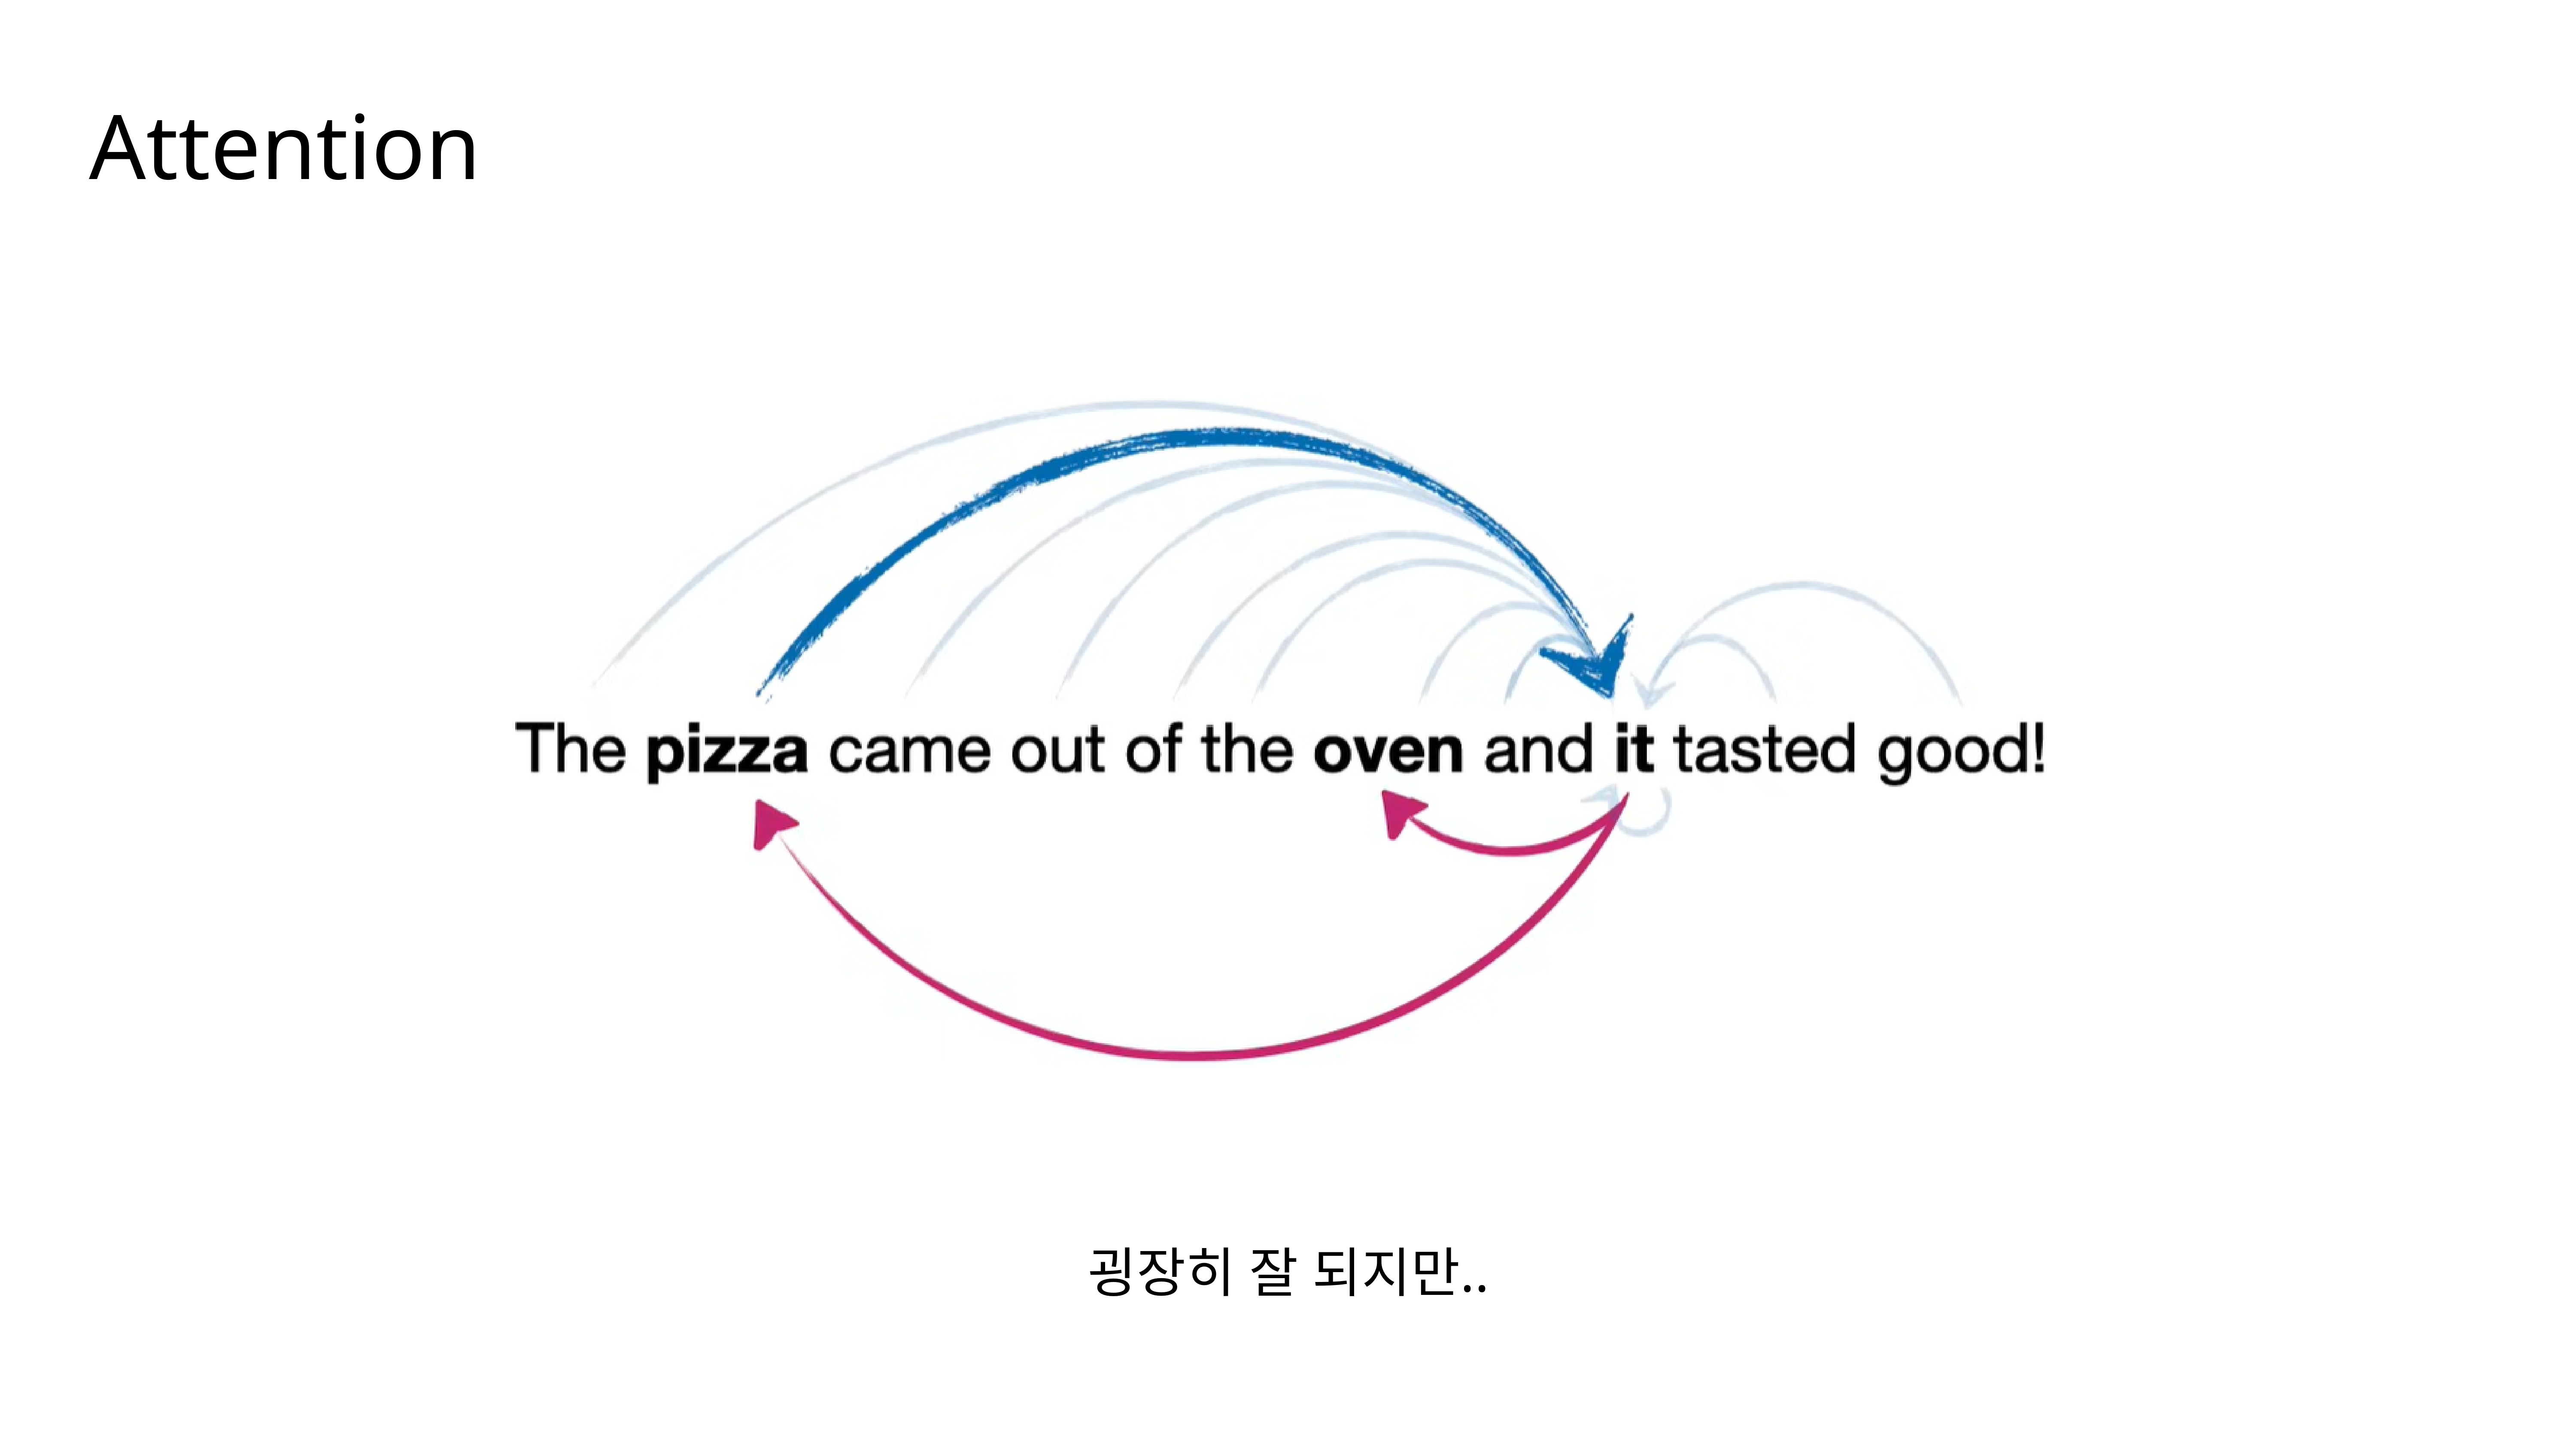 Attention
The pizza came out of the oven and it tasted good!
굉장히 잘 되지만..